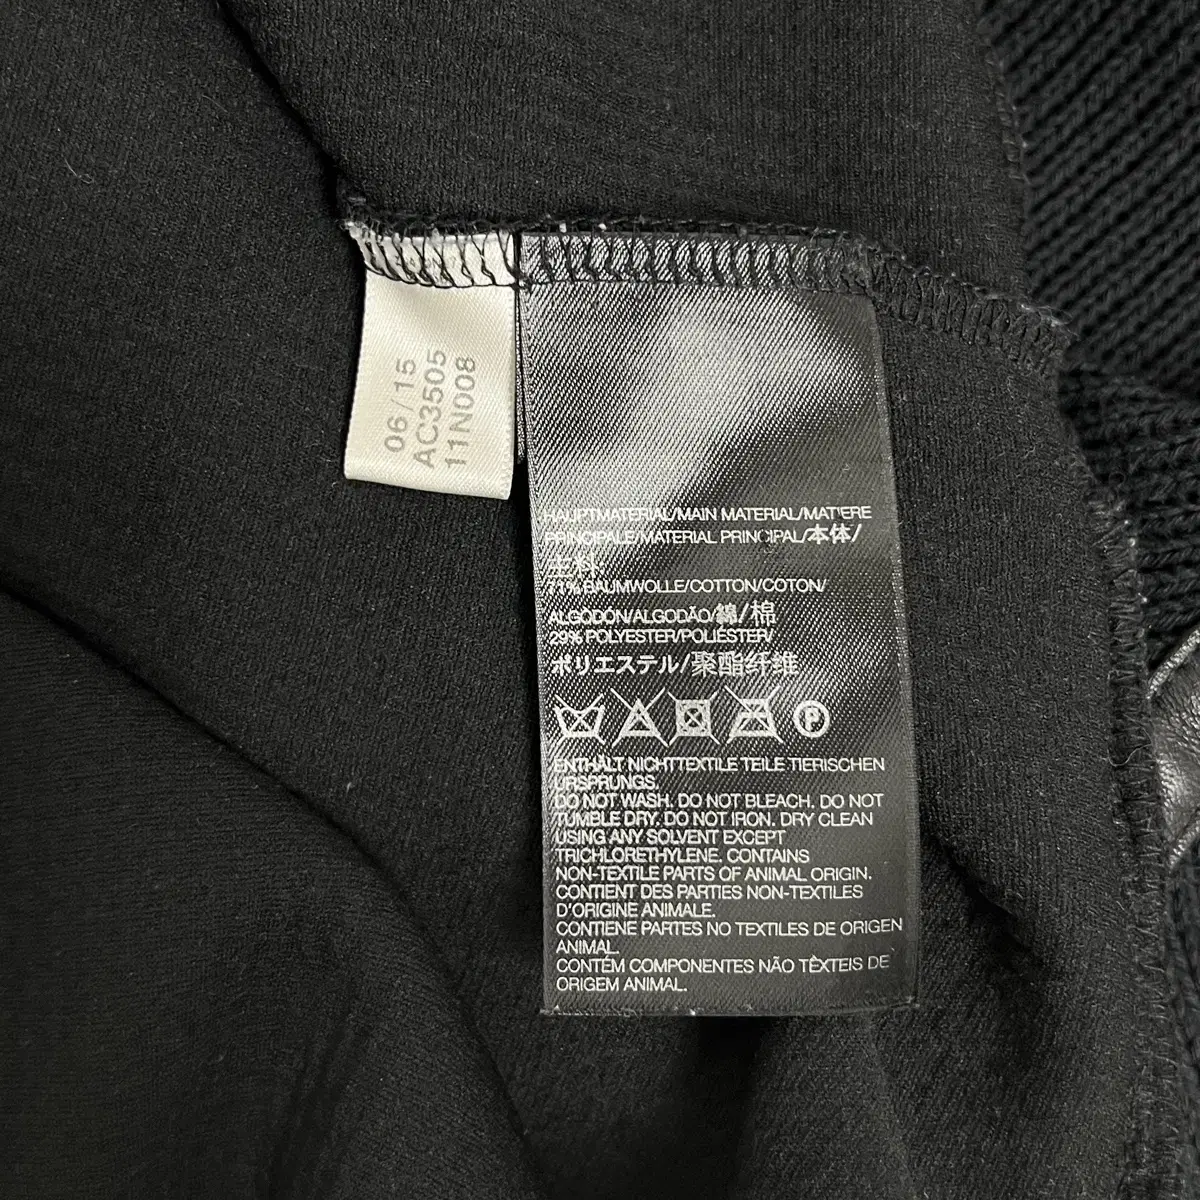 06/15
AC3505
11N008
HAUPTMATERIAL/MAIN MATERIAL/MATIERE
PRINCIPALE/MATERIAL PRINCIPAL/本体/
主料
71% BAUMWOLLE/COTTON/COTON/
ALGODÓN/ALGODÃO/綿/棉
29% POLYESTER/POLIÉSTER/
ポリエステル/聚酯纤维
P
ENTHÄLT NICHTTEXTILE TEILE TIERISCHEN
URSPRUNGS.
DO NOT WASH. DO NOT BLEACH. DO NOT
TUMBLE DRY. DO NOT IRON. DRY CLEAN
USING ANY SOLVENT EXCEPT
TRICHLORETHYLENE. CONTAINS
NON-TEXTILE PARTS OF ANIMAL ORIGIN.
CONTIENT DES PARTIES NON-TEXTILES
D'ORIGINE ANIMALE.
CONTIENE PARTES NO TEXTILES DE ORIGEN
ANIMAL.
CONTÉM COMPONENTES NÃO TÊXTEIS DE
ORIGEM ANIMAL.